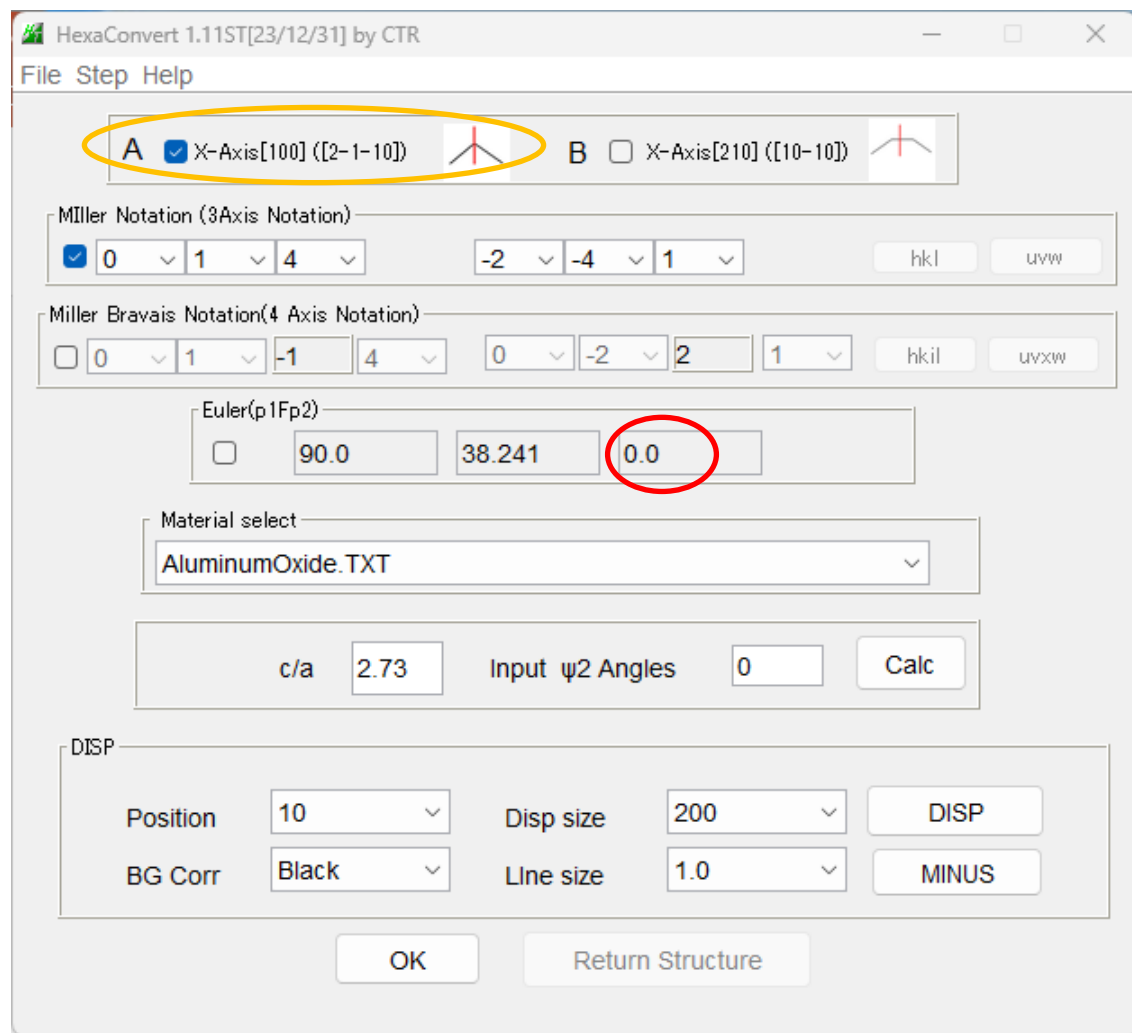 HexaConvert 1.11ST[23/12/31] by CTR
File Step Help
A X-Axis[100] ([2-1-10]) B X-Axis[210] ([10-10])
MIller Notation (3Axis Notation)
0 1 4 -2 -4 1 hkl uvw
Miller Bravais Notation(4 Axis Notation)
0 1 -1 4 0 -2 2 1 hkil uvxw
Euler(p1Fp2)
90.0 38.241 0.0
Material select
AluminumOxide.TXT
c/a 2.73 Input ψ2 Angles 0 Calc
DISP
Position 10 Disp size 200 DISP
BG Corr Black LIne size 1.0 MINUS
OK Return Structure